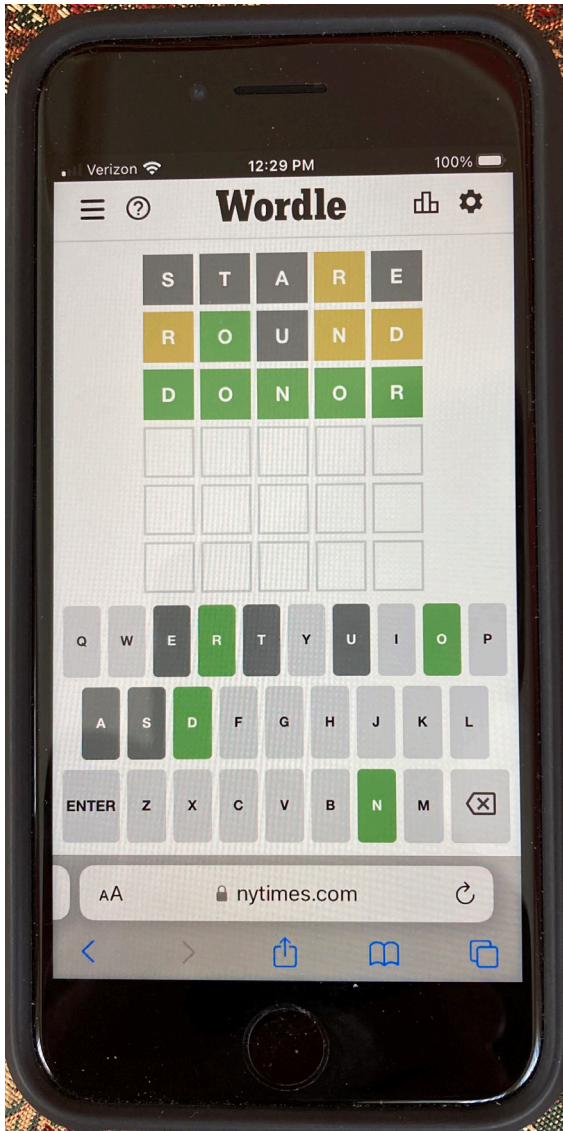 Verizon 12:29 PM 100%
? Wordle
S T A R E
R O U N D
D O N O R
Q W E R T Y U I O P
A S D F G H J K L
ENTER Z X C V B N M
AA nytimes.com